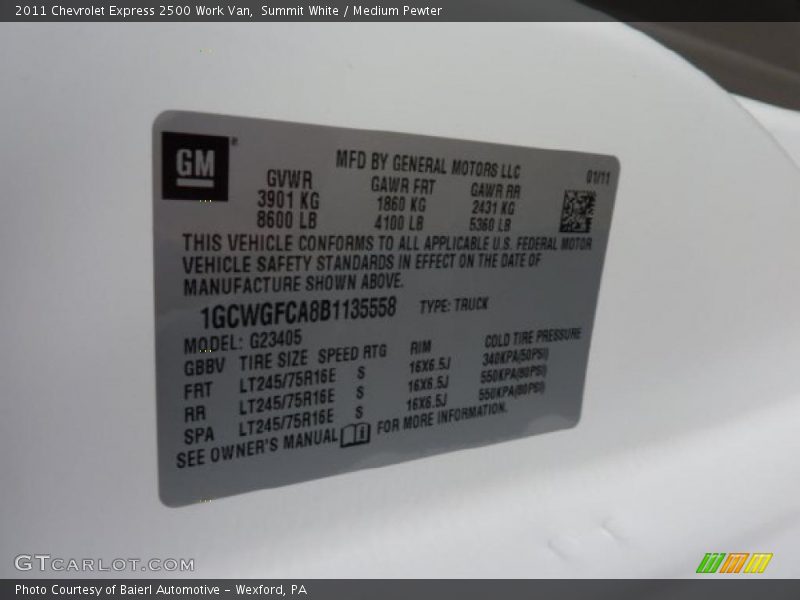 2011 Chevrolet Express 2500 Work Van,  Summit White / Medium Pewter
GM®
MFD BY GENERAL MOTORS LLC
01/11
GVWR GAWR FRT GAWR RR
3901 KG 1860 KG 2431 KG
8600 LB 4100 LB 5360 LB
THIS VEHICLE CONFORMS TO ALL APPLICABLE U.S. FEDERAL MOTOR
VEHICLE SAFETY STANDARDS IN EFFECT ON THE DATE OF
MANUFACTURE SHOWN ABOVE.
1GCWGFCA8B1135558 TYPE: TRUCK
MODEL: G23405
GBBV TIRE SIZE SPEED RTG RIM COLD TIRE PRESSURE
FRT LT245/75R16E S 16X6.5J 340KPA(50PSI)
RR LT245/75R16E S 16X6.5J 550KPA(80PSI)
SPA LT245/75R16E S 16X6.5J 550KPA(80PSI)
SEE OWNER'S MANUAL FOR MORE INFORMATION.
GTCARLOT.COM
Photo Courtesy of Baierl Automotive - Wexford, PA